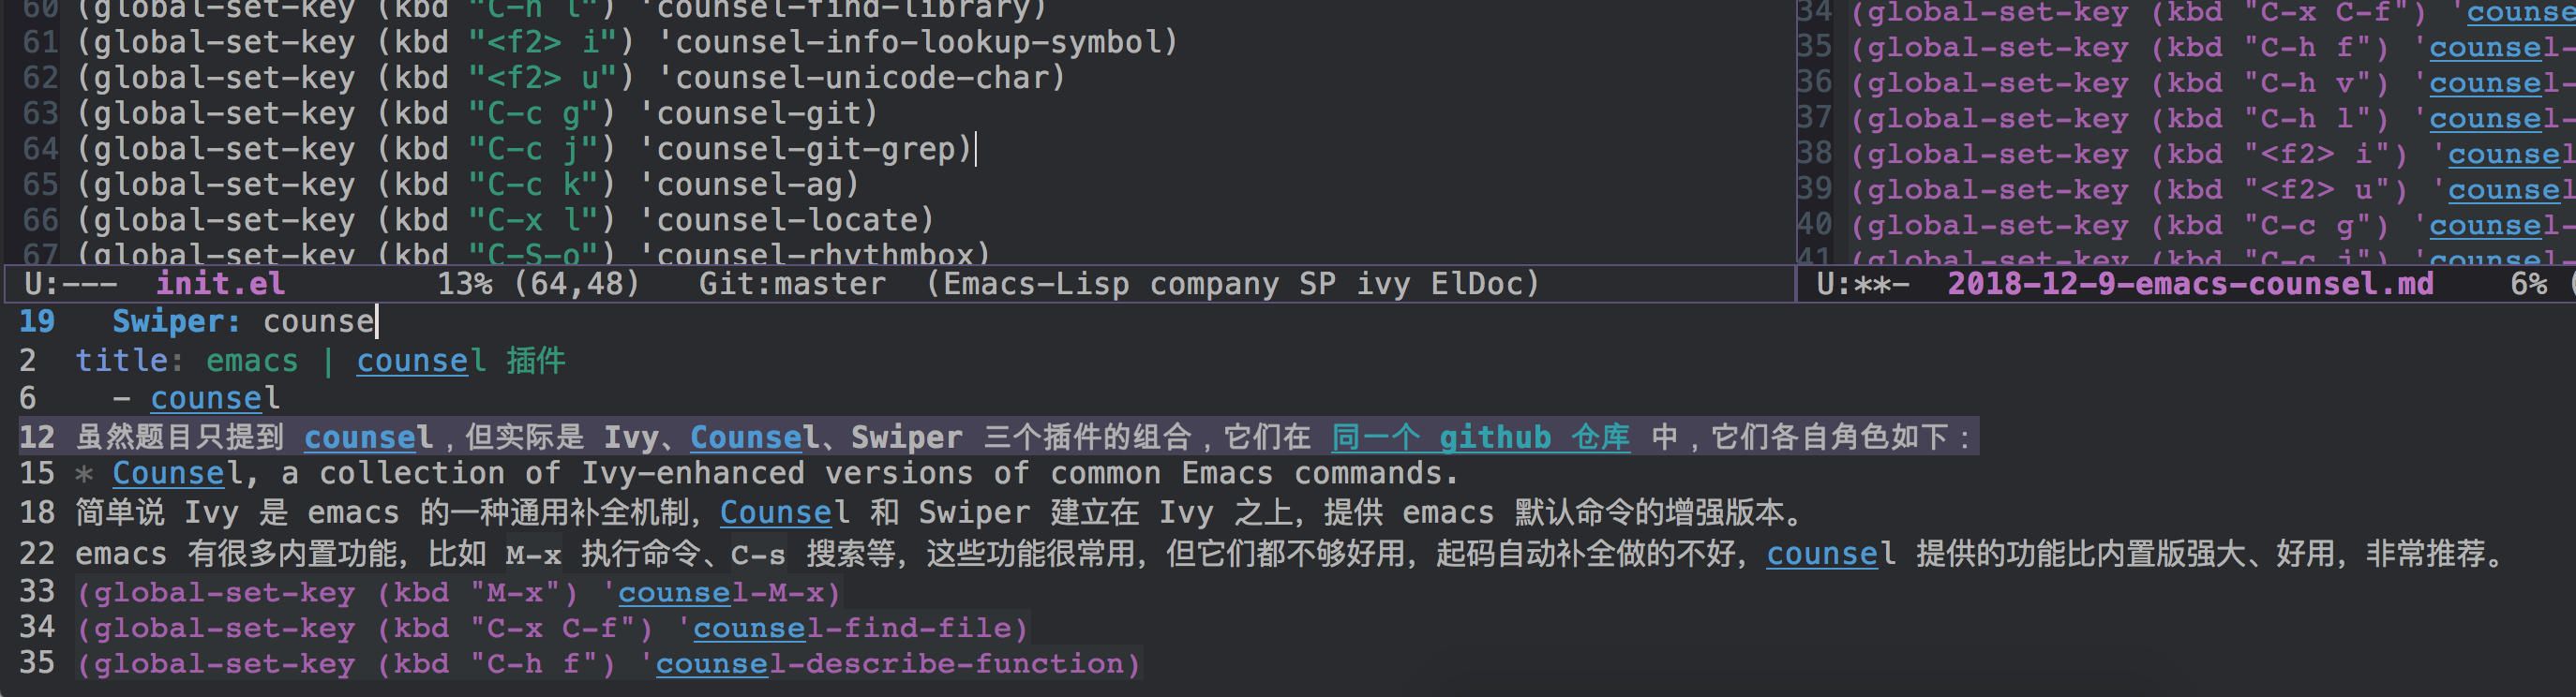 60 (global-set-key (kbd "C-h l") 'counsel-find-library)
61 (global-set-key (kbd "<f2> i") 'counsel-info-lookup-symbol)
62 (global-set-key (kbd "<f2> u") 'counsel-unicode-char)
63 (global-set-key (kbd "C-c g") 'counsel-git)
64 (global-set-key (kbd "C-c j") 'counsel-git-grep)
65 (global-set-key (kbd "C-c k") 'counsel-ag)
66 (global-set-key (kbd "C-x l") 'counsel-locate)
67 (global-set-key (kbd "C-S-o") 'counsel-rhythmbox)
U:--- init.el 13% (64,48) Git:master (Emacs-Lisp company SP ivy ElDoc)
34 (global-set-key (kbd "C-x C-f") 'counsel
35 (global-set-key (kbd "C-h f") 'counsel-
36 (global-set-key (kbd "C-h v") 'counsel-
37 (global-set-key (kbd "C-h l") 'counsel-
38 (global-set-key (kbd "<f2> i") 'counsel
39 (global-set-key (kbd "<f2> u") 'counsel
40 (global-set-key (kbd "C-c g") 'counsel-
41 (global-set-key (kbd "C-c j") 'counsel-
U:**- 2018-12-9-emacs-counsel.md 6% (
19 Swiper: counse
2 title: emacs | counsel 插件
6 - counsel
12 虽然题目只提到 counsel，但实际是 Ivy、Counsel、Swiper 三个插件的组合，它们在 同一个 github 仓库 中，它们各自角色如下：
15 * Counsel, a collection of Ivy-enhanced versions of common Emacs commands.
18 简单说 Ivy 是 emacs 的一种通用补全机制，Counsel 和 Swiper 建立在 Ivy 之上，提供 emacs 默认命令的增强版本。
22 emacs 有很多内置功能，比如 M-x 执行命令、C-s 搜索等，这些功能很常用，但它们都不够好用，起码自动补全做的不好，counsel 提供的功能比内置版强大、好用，非常推荐。
33 (global-set-key (kbd "M-x") 'counsel-M-x)
34 (global-set-key (kbd "C-x C-f") 'counsel-find-file)
35 (global-set-key (kbd "C-h f") 'counsel-describe-function)